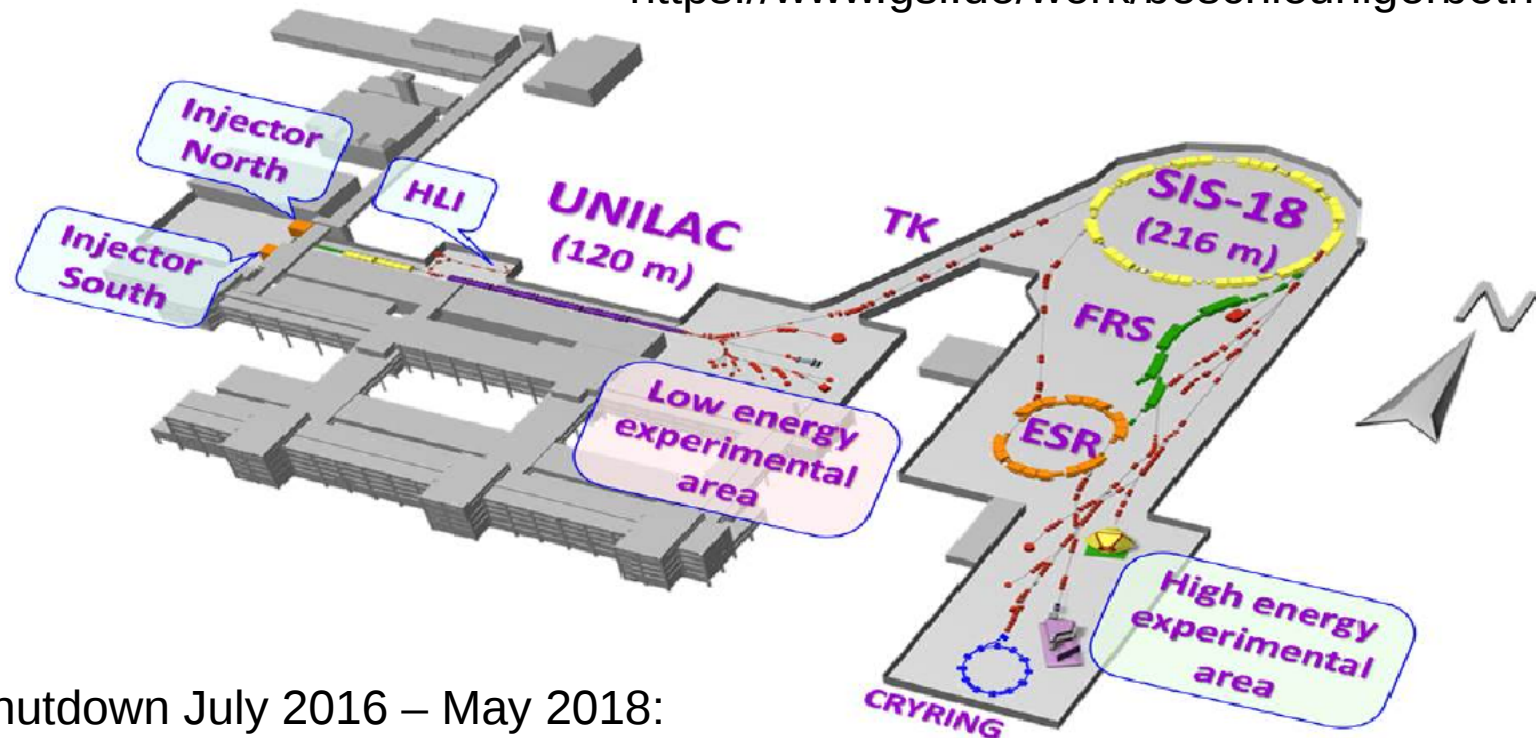 Injector
North
HLI
UNILAC
(120 m)
TK
SIS-18
(216 m)
Injector
South
FRS
N
Low energy
experimental
area
ESR
High energy
experimental
area
CRYRING
July 2016 – May 2018: